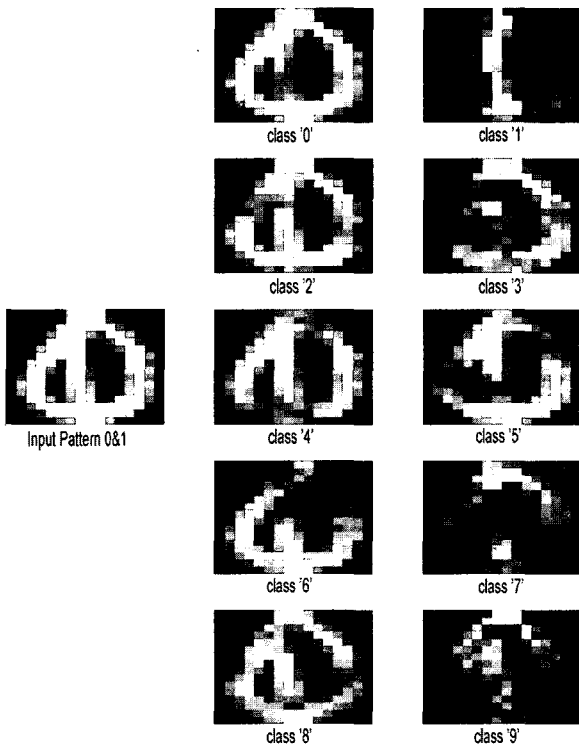 class '0'
class '1'
class '2'
class '3'
Input Pattern 0&1
class '4'
class '5'
class '6'
class '7'
class '8'
class '9'